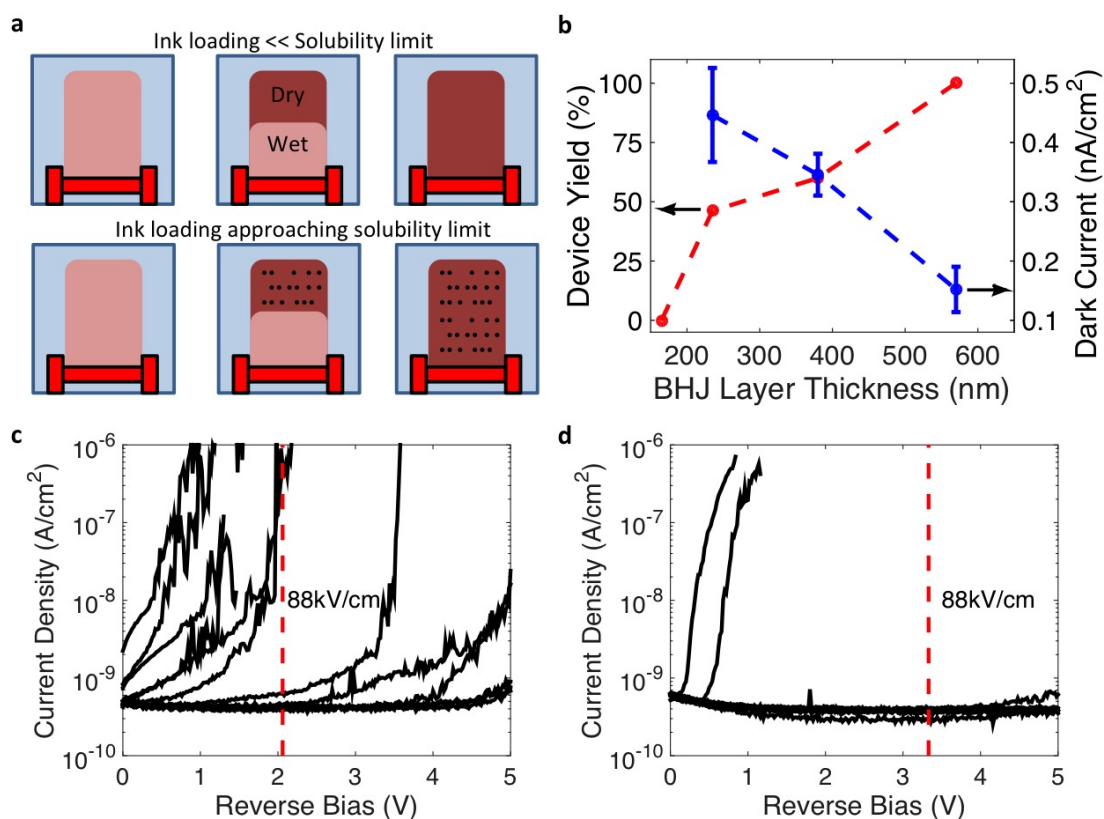 a
Ink loading << Solubility limit
Dry
Wet
Ink loading approaching solubility limit
b
100
75
50
25
0
Device Yield (%)
0.5
0.4
0.3
0.2
0.1
Dark Current (nA/cm²)
200 400 500 600
BHJ Layer Thickness (nm)
c
10⁻⁶
10⁻⁷
10⁻⁸
10⁻⁹
10⁻¹⁰
Current Density (A/cm²)
88kV/cm
0 1 2 3 4 5
Reverse Bias (V)
d
10⁻⁶
10⁻⁷
10⁻⁸
10⁻⁹
10⁻¹⁰
Current Density (A/cm²)
88kV/cm
0 1 2 3 4 5
Reverse Bias (V)